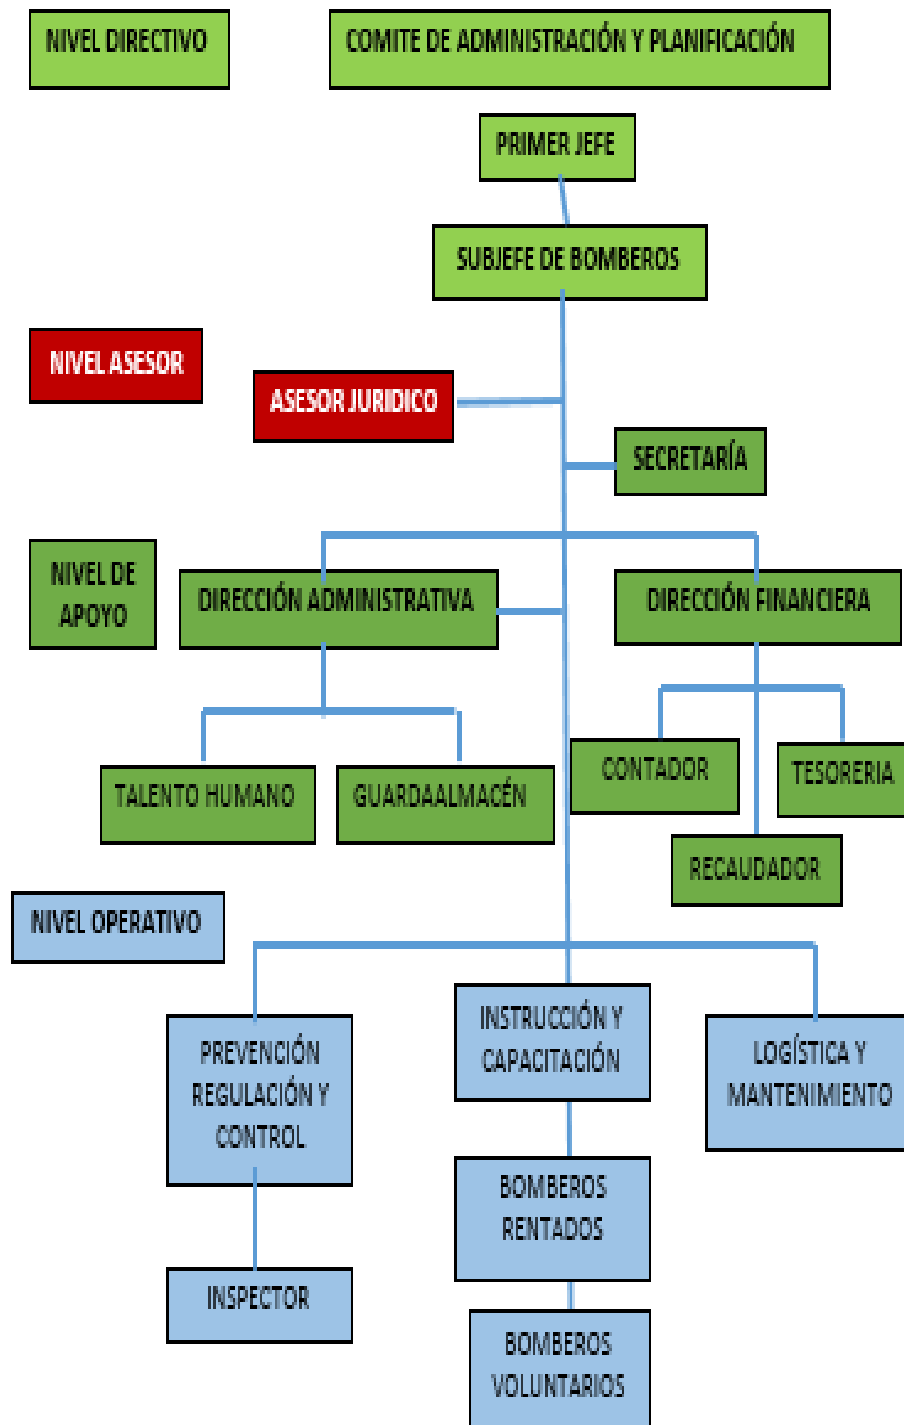 NIVEL DIRECTIVO
COMITE DE ADMINISTRACIÓN Y PLANIFICACIÓN
PRIMER JEFE
SUBJEFE DE BOMBEROS
NIVEL ASESOR
ASESOR JURIDICO
SECRETARÍA
NIVEL DE
APOYO
DIRECCIÓN ADMINISTRATIVA
DIRECCIÓN FINANCIERA
TALENTO HUMANO
GUARDAALMACÉN
CONTADOR
TESORERIA
RECAUDADOR
NIVEL OPERATIVO
PREVENCIÓN
REGULACIÓN Y
CONTROL
INSTRUCCIÓN Y
CAPACITACIÓN
LOGÍSTICA Y
MANTENIMIENTO
INSPECTOR
BOMBEROS
RENTADOS
BOMBEROS
VOLUNTARIOS